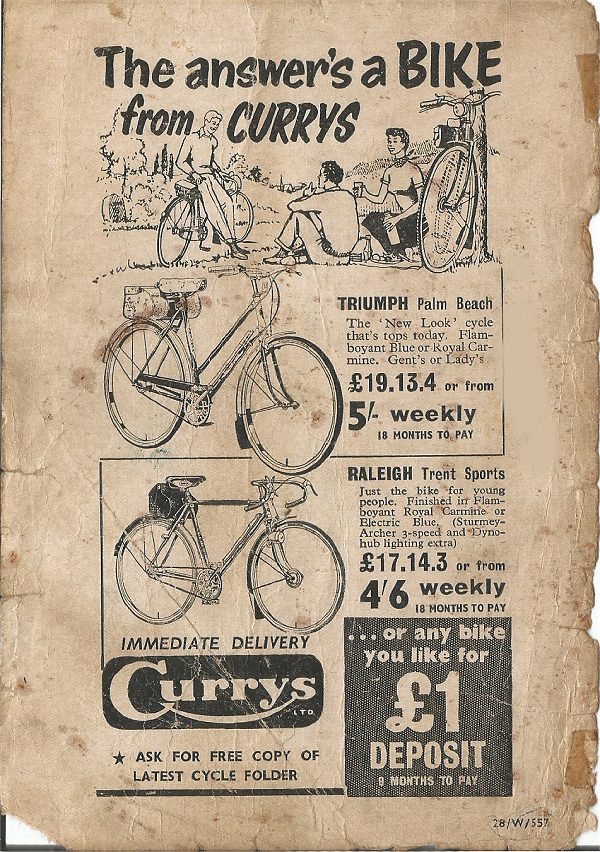 The answer's a BIKE
from CURRYS
TRIUMPH Palm Beach
The 'New Look' cycle
that's tops today. Flam-
boyant Blue or Royal Car-
mine. Gent's or Lady's
£19.13.4 or from
5/- weekly
18 MONTHS TO PAY
RALEIGH Trent Sports
Just the bike for young
people. Finished in Flam-
boyant Royal Carmine or
Electric Blue. (Sturmey-
Archer 3-speed and Dyno-
hub lighting extra)
£17.14.3 or from
4/6 weekly
18 MONTHS TO PAY
IMMEDIATE DELIVERY
Currys
LTD
★ ASK FOR FREE COPY OF
LATEST CYCLE FOLDER
... or any bike
you like for
£1
DEPOSIT
9 MONTHS TO PAY
28/W/557